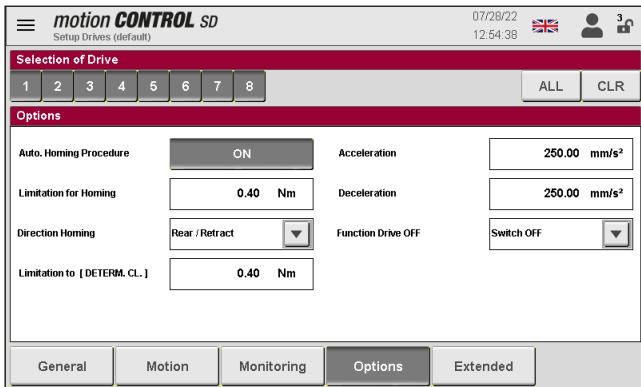 motion CONTROL SD
Setup Drives (default)
07/28/22
12:54:38
3
Selection of Drive
1 2 3 4 5 6 7 8 ALL CLR
Options
Auto. Homing Procedure ON Acceleration 250.00 mm/s²
Limitation for Homing 0.40 Nm Deceleration 250.00 mm/s²
Direction Homing Rear / Retract Function Drive OFF Switch OFF
Limitation to [ DETERM. CL. ] 0.40 Nm
General Motion Monitoring Options Extended